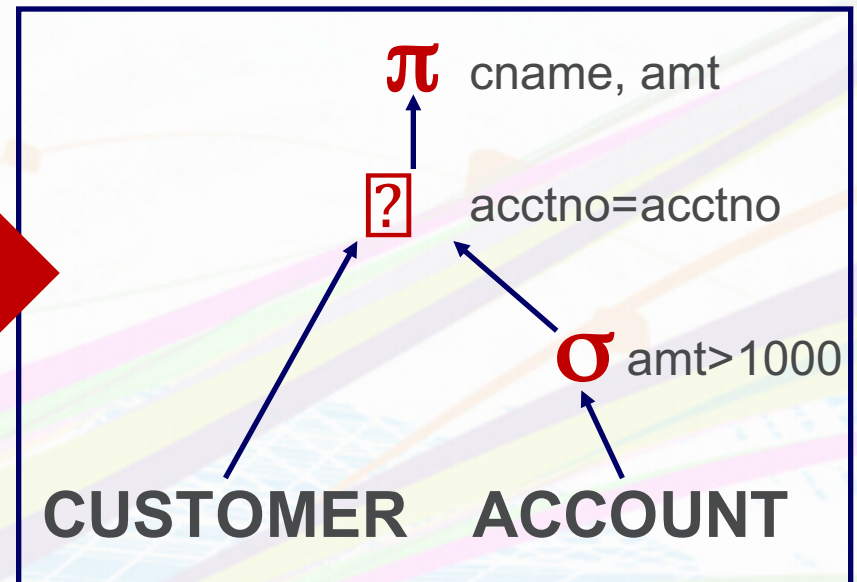 π cname, amt
? acctno=acctno
σ amt>1000
CUSTOMER ACCOUNT